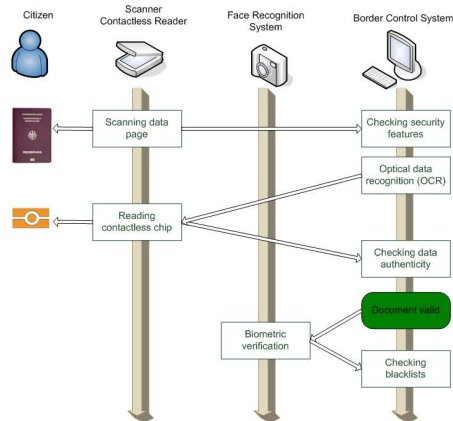 Citizen
Scanner
Contactless Reader
Face Recognition
System
Border Control System
Scanning data
page
Checking security
features
Optical data
recognition (OCR)
REISEPASS
Reading
contactless chip
Checking data
authenticity
Document valid
Biometric
verification
Checking
blacklists